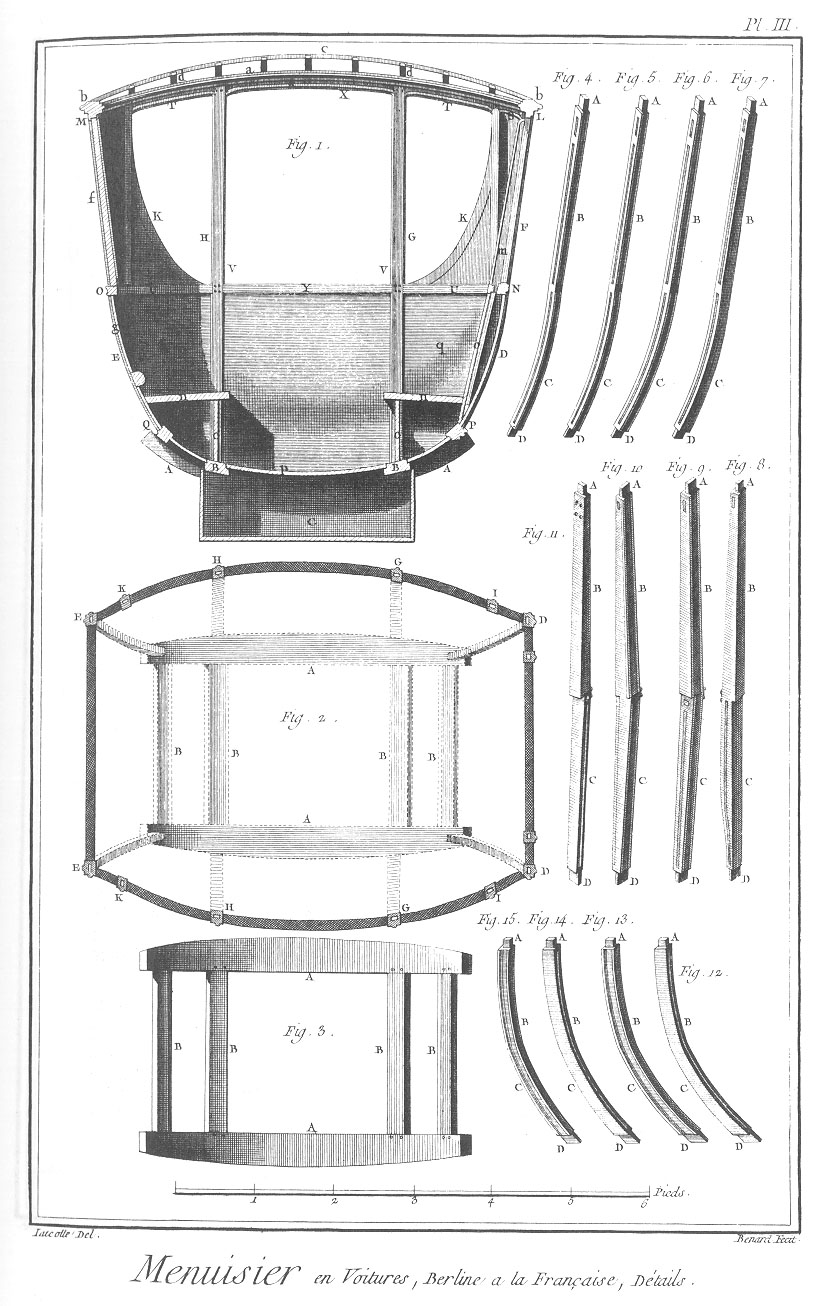 Pl. III.
Fig. 4. Fig. 5. Fig. 6. Fig. 7.
C
d a d
b b
M T X T S L
A A A A
Fig. 1.
f
K K
H G F
B B B B
m
V V
O Y U N
g
q o
E D
C C C C
n n
Q o o P
D D D D
A B p B A
Fig. 10 Fig. 9. Fig. 8.
A A A A
C
Fig. 11.
H G
K I
E D
B B B B
A
Fig. 2.
B B B B
C C C C
A
E D
K I
H G
D D D D
Fig. 15. Fig. 14. Fig. 13.
A A A A
A
Fig. 12.
Fig. 3.
B B B B
B B B B
C C C C
A
D D D D
1 2 3 4 5 6 Pieds.
Lucotte Del.
Benard Fecit.
Menuisier en Voitures, Berline a la Française, Détails.